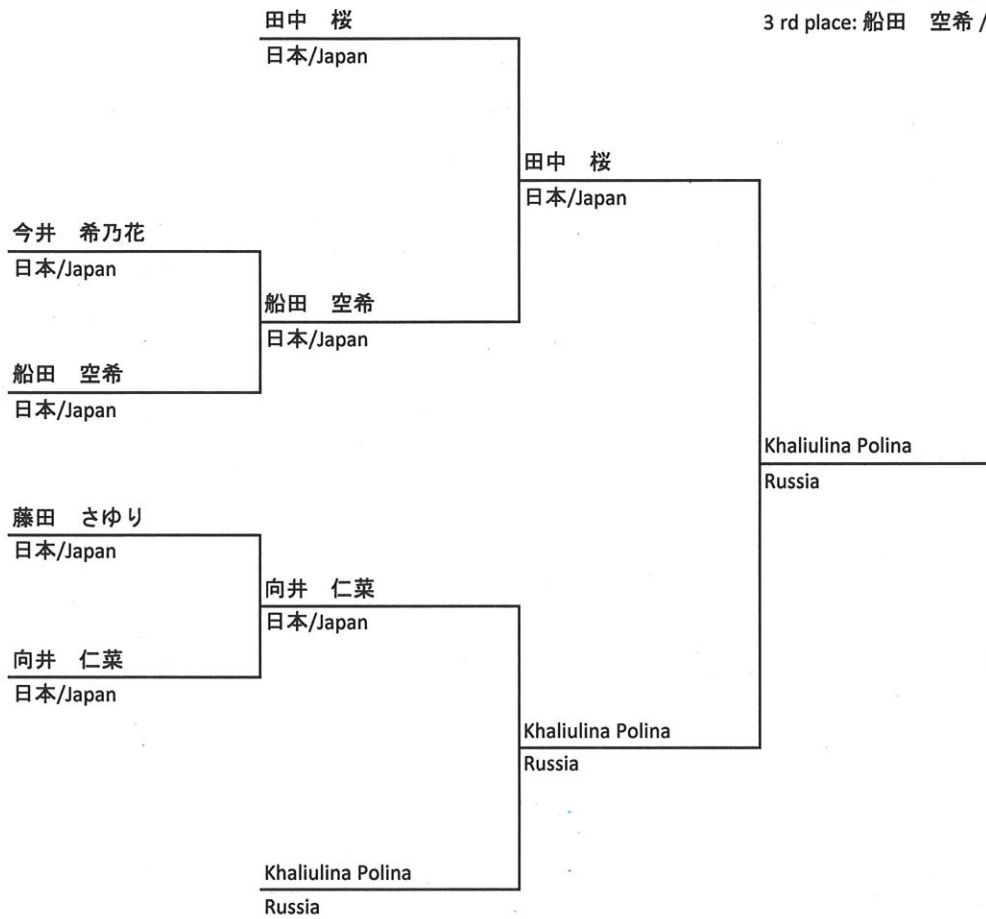 田中　桜
日本/Japan
3 rd place: 船田　空希 /
田中　桜
日本/Japan
今井　希乃花
日本/Japan
船田　空希
日本/Japan
船田　空希
日本/Japan
Khaliulina Polina
Russia
藤田　さゆり
日本/Japan
向井　仁菜
日本/Japan
向井　仁菜
日本/Japan
Khaliulina Polina
Russia
Khaliulina Polina
Russia